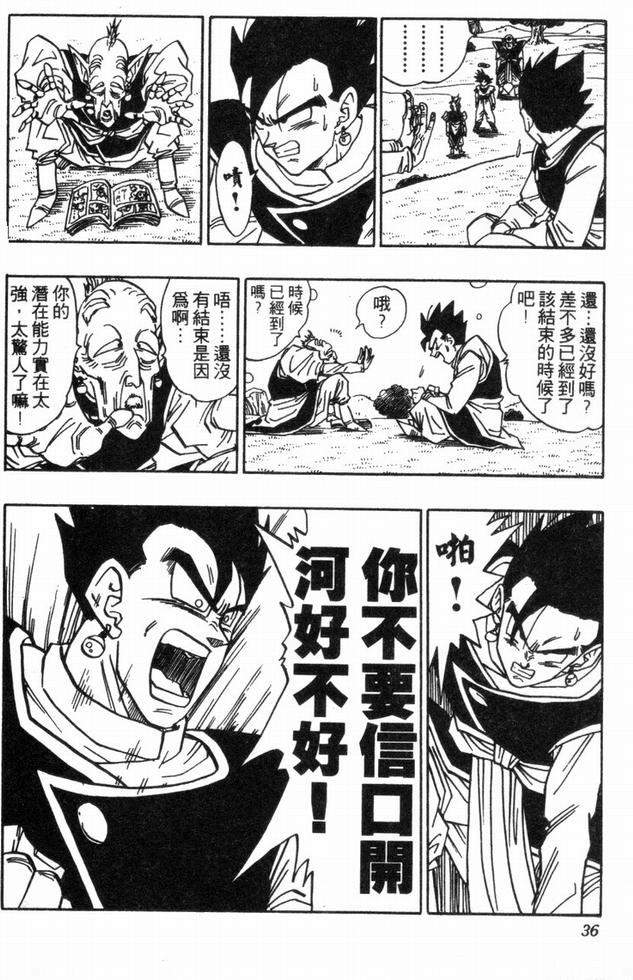 …………
嘖！
還…還沒好嗎？
差不多已經到了
該結束的時候了
吧！
哦？
時候
已經到了
嗎？
唔……還沒
有結束是因
為啊…
你的
潛在能力實在太
強，太驚人了嘛！
啪！
你不要信口開
河好不好！
36